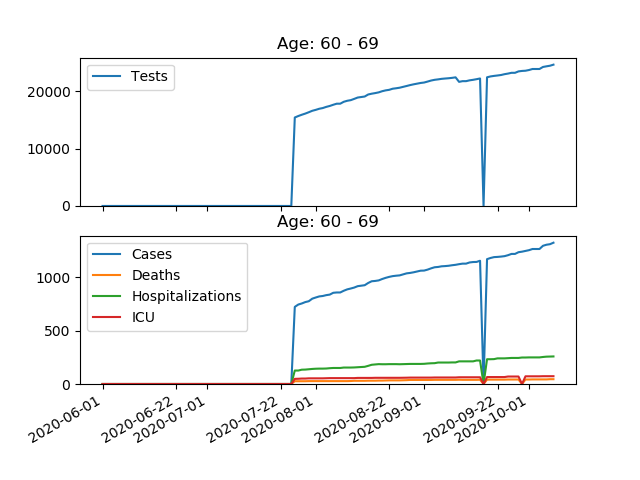 Age: 60 - 69
Tests
20000
10000
0
Age: 60 - 69
Cases
Deaths
Hospitalizations
ICU
1000
500
0
2020-06-01
2020-06-22
2020-07-01
2020-07-22
2020-08-01
2020-08-22
2020-09-01
2020-09-22
2020-10-01